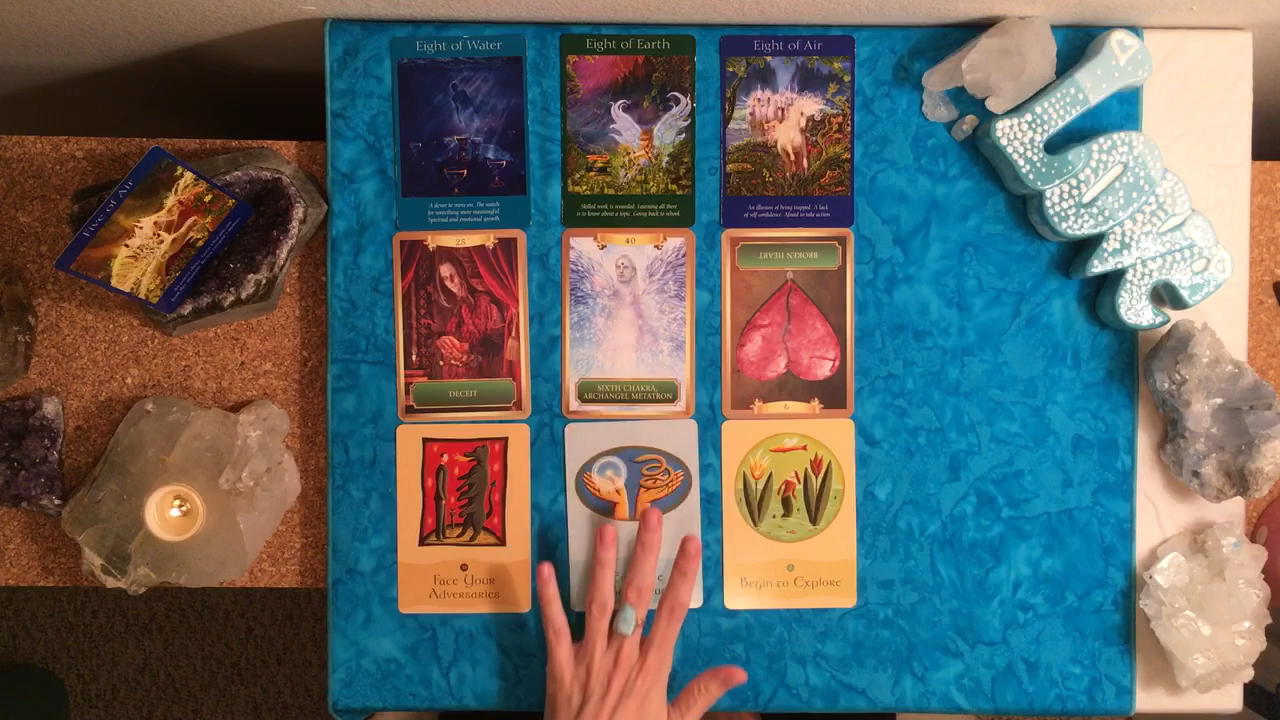 Eight of Water
A desire to move on. The search
for something more meaningful.
Spiritual and emotional growth.
Eight of Earth
Skilled work is rewarded. Learning all there
is to know about a topic. Going back to school.
Eight of Air
An illusion of being trapped. A lack
of self confidence. Afraid to take action
Five of Air
25
DECEIT
40
SIXTH CHAKRA,
ARCHANGEL METATRON
BROKEN HEART
6
Face Your
Adversaries
Begin to Explore